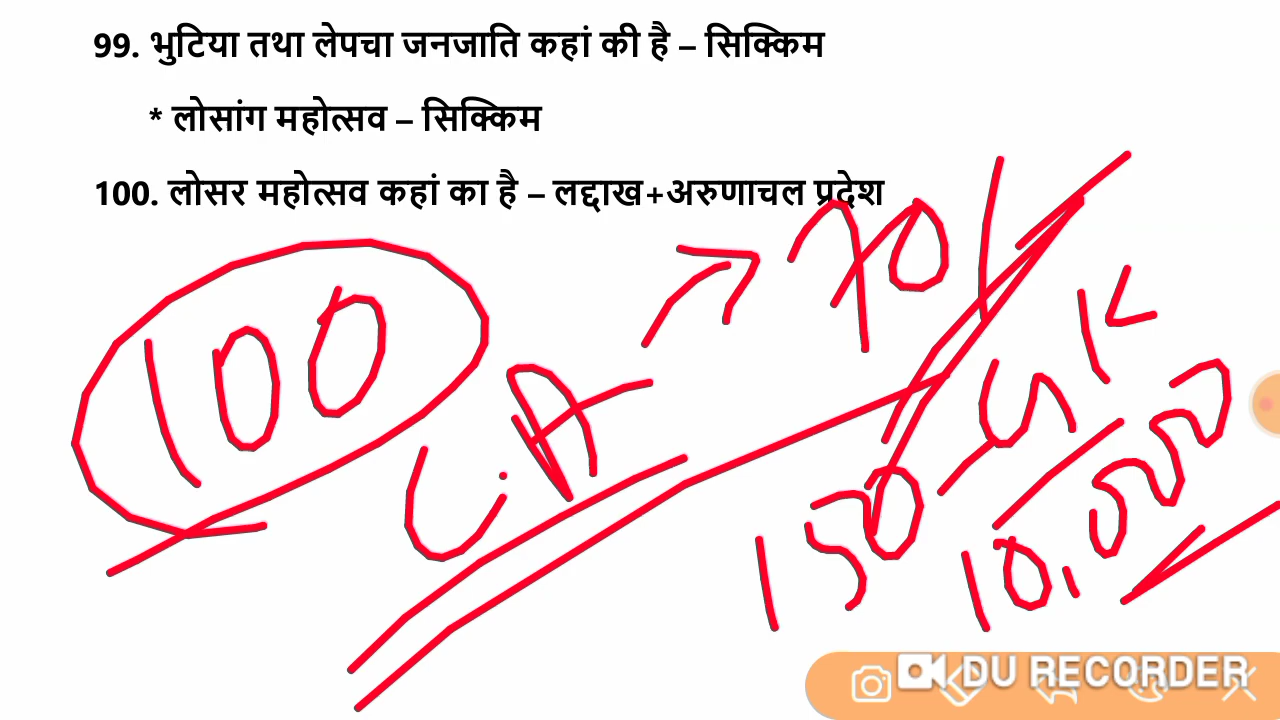 99. भुटिया तथा लेपचा जनजाति कहां की है – सिक्किम
* लोसांग महोत्सव – सिक्किम
100. लोसर महोत्सव कहां का है – लद्दाख+अरुणाचल प्रदेश
100
C.A
70
150
GK
10,000
DU RECORDER